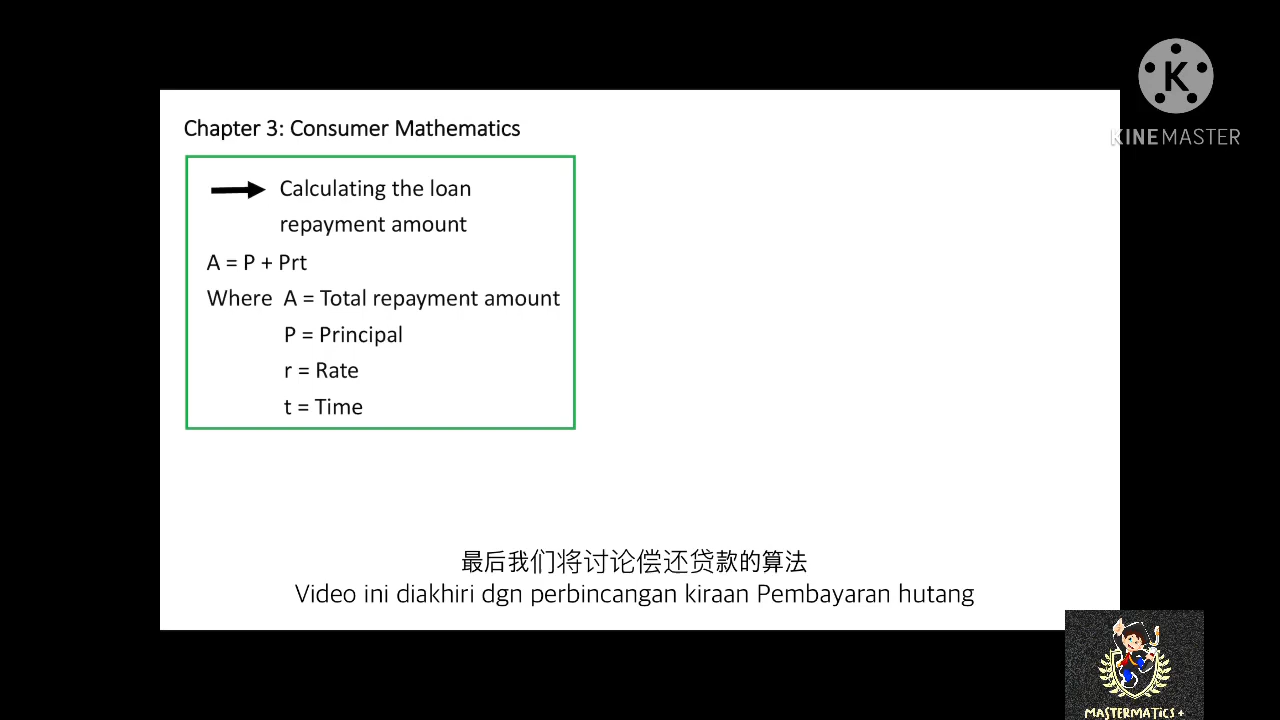 K
KINEMASTER
Chapter 3: Consumer Mathematics
Calculating the loan
repayment amount
A = P + Prt
Where A = Total repayment amount
P = Principal
r = Rate
t = Time
最后我们将讨论偿还贷款的算法
Video ini diakhiri dgn perbincangan kiraan Pembayaran hutang
MASTERMATICS +